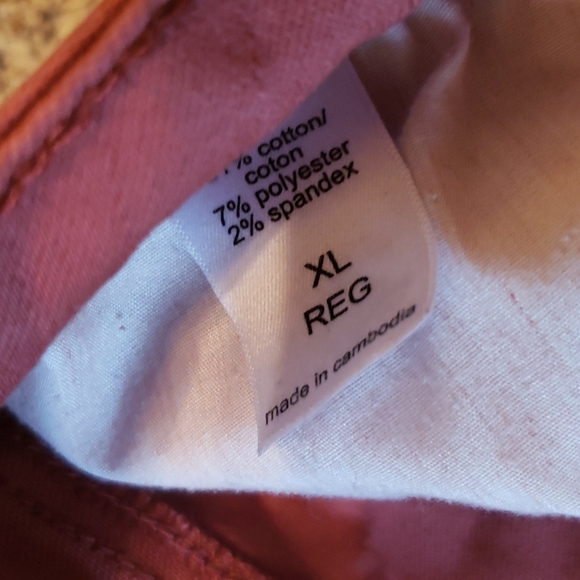 % cotton/
coton
7% polyester
2% spandex
XL
REG
made in cambodia